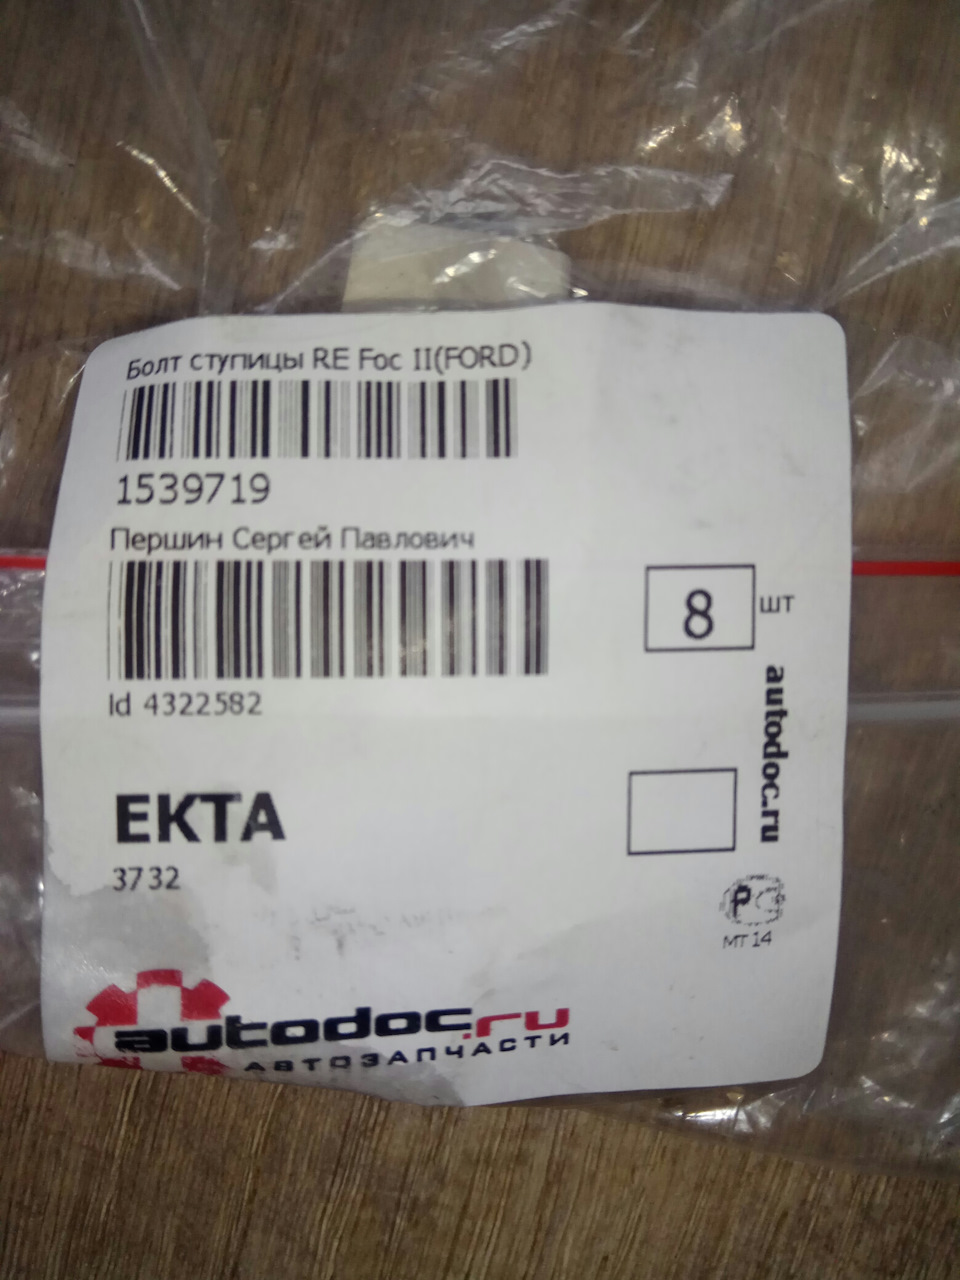 Болт ступицы RE Foc II(FORD)
1539719
Першин Сергей Павлович
8 шт
Id 4322582
autodoc.ru
EKTA
3732
РС
МТ14
autodoc.ru
АВТОЗАПЧАСТИ